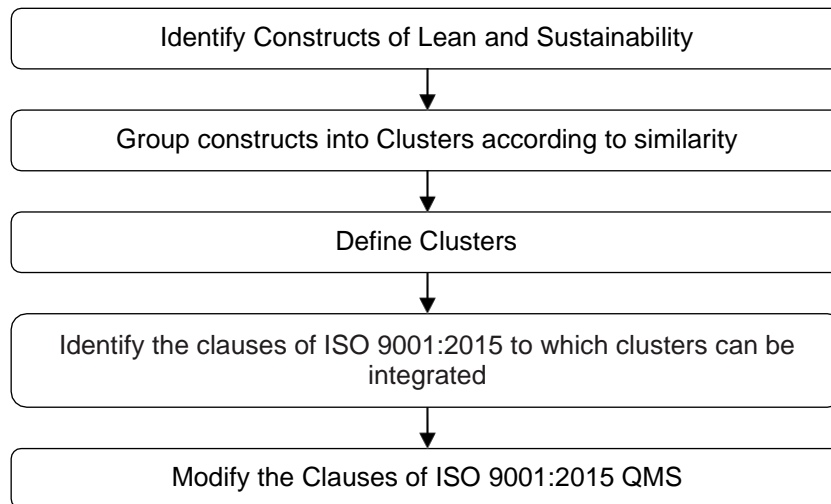 Identify Constructs of Lean and Sustainability
Group constructs into Clusters according to similarity
Define Clusters
Identify the clauses of ISO 9001:2015 to which clusters can be
integrated
Modify the Clauses of ISO 9001:2015 QMS